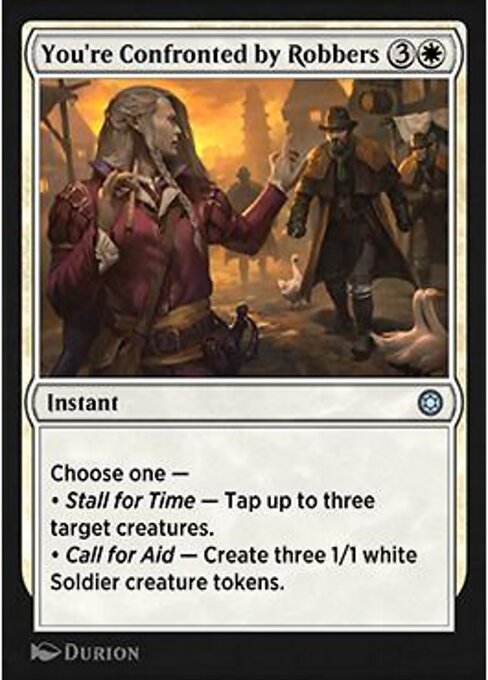 You're Confronted by Robbers 3
Instant
Choose one —
• Stall for Time — Tap up to three
target creatures.
• Call for Aid — Create three 1/1 white
Soldier creature tokens.
DURION